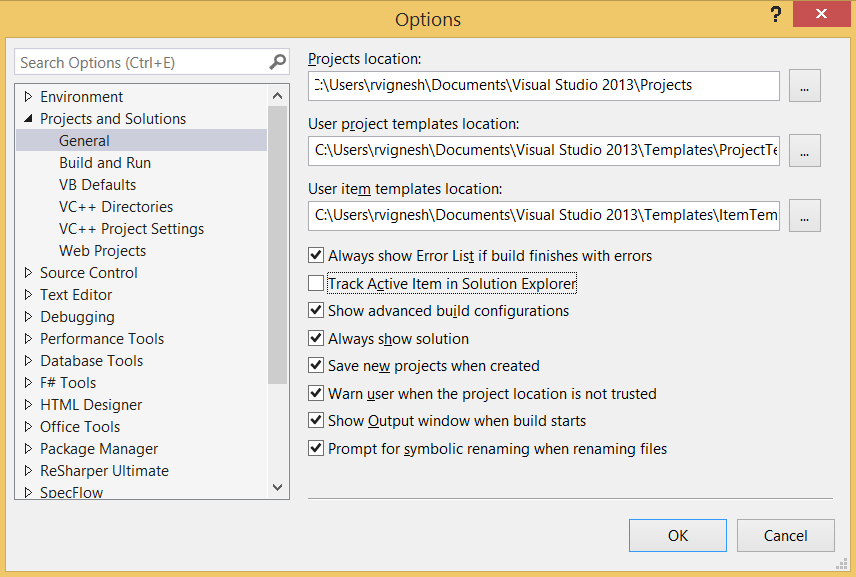 Options
?
Search Options (Ctrl+E)
Environment
Projects and Solutions
General
Build and Run
VB Defaults
VC++ Directories
VC++ Project Settings
Web Projects
Source Control
Text Editor
Debugging
Performance Tools
Database Tools
F# Tools
HTML Designer
Office Tools
Package Manager
ReSharper Ultimate
SpecFlow
Projects location:
C:\Users\rvignesh\Documents\Visual Studio 2013\Projects
...
User project templates location:
C:\Users\rvignesh\Documents\Visual Studio 2013\Templates\ProjectTe
...
User item templates location:
C:\Users\rvignesh\Documents\Visual Studio 2013\Templates\ItemTem
...
Always show Error List if build finishes with errors
Track Active Item in Solution Explorer
Show advanced build configurations
Always show solution
Save new projects when created
Warn user when the project location is not trusted
Show Output window when build starts
Prompt for symbolic renaming when renaming files
OK
Cancel